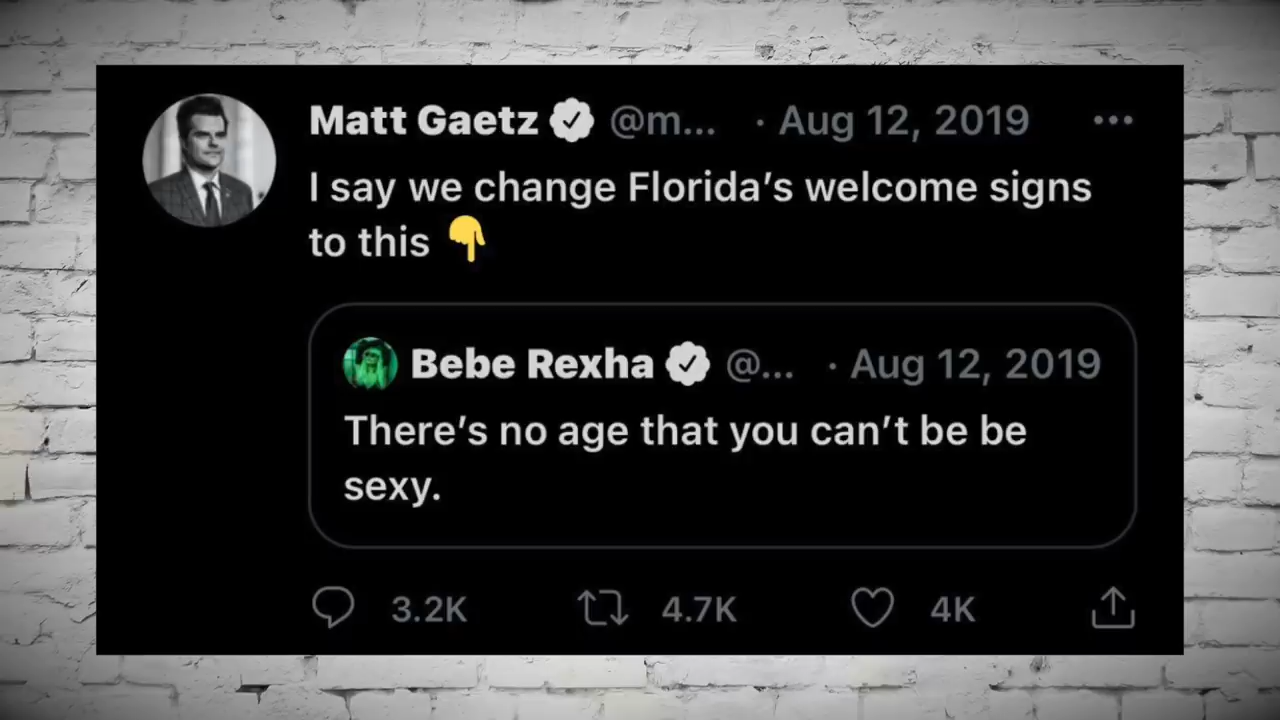 Matt Gaetz @m... · Aug 12, 2019
I say we change Florida's welcome signs
to this 👇
Bebe Rexha @... · Aug 12, 2019
There's no age that you can't be be
sexy.
3.2K 4.7K 4K